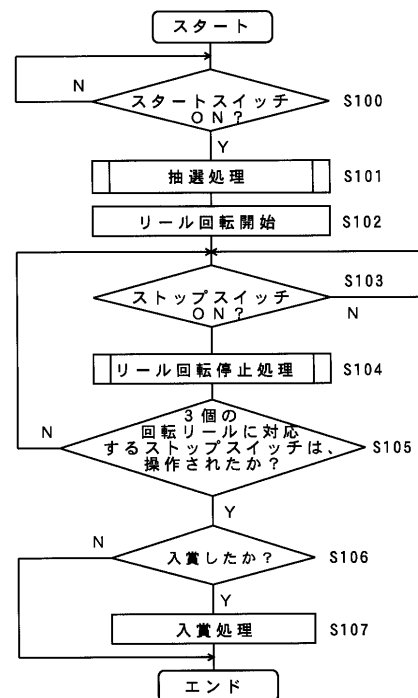 スタート
N
スタートスイッチ
ON?
S100
Y
抽選処理
S101
リール回転開始
S102
S103
ストップスイッチ
ON?
N
リール回転停止処理
S104
3個の
回転リールに対応
するストップスイッチは、
操作されたか?
N
S105
Y
N
入賞したか?
S106
Y
入賞処理
S107
エンド